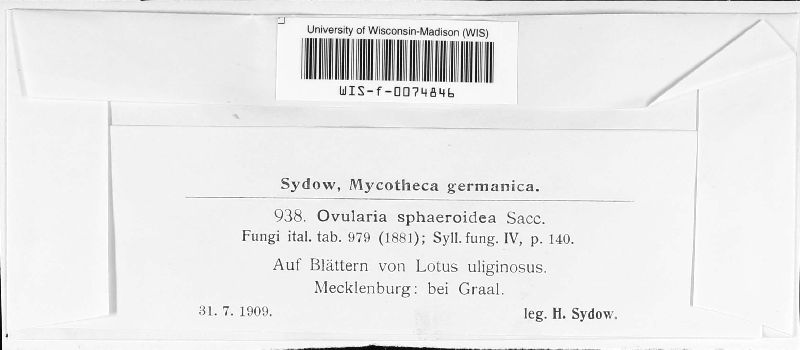 University of Wisconsin-Madison (WIS)
WIS-f-0074846
Sydow, Mycotheca germanica.
938. Ovularia sphaeroidea Sacc.
Fungi ital. tab. 979 (1881); Syll. fung. IV, p. 140.
Auf Blättern von Lotus uliginosus.
Mecklenburg: bei Graal.
31. 7. 1909. leg. H. Sydow.